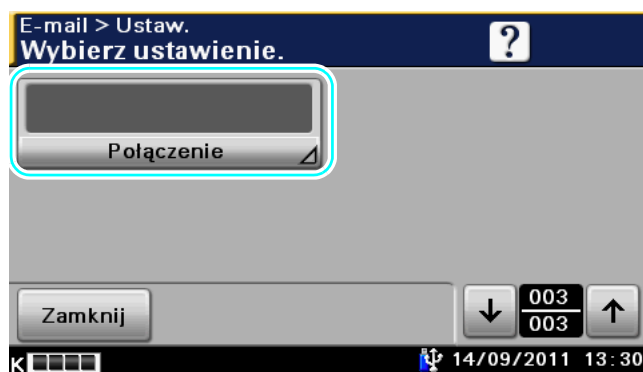 E-mail > Ustaw.
Wybierz ustawienie.
?
Połączenie
Zamknij
003
003
K
14/09/2011 13:30